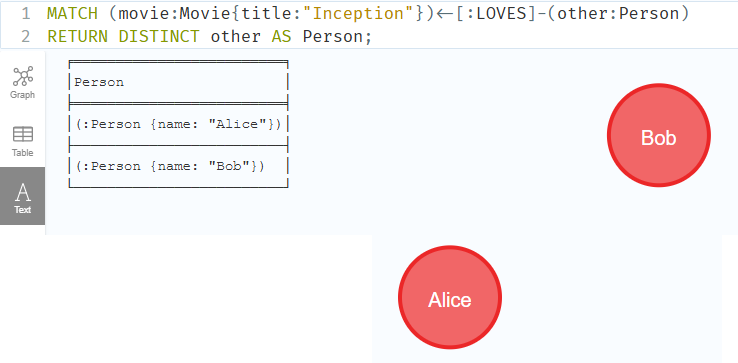 1 MATCH (movie:Movie{title:"Inception"})<-[:LOVES]-(other:Person)
2 RETURN DISTINCT other AS Person;
Graph
Table
Text
Person
(:Person {name: "Alice"})
(:Person {name: "Bob"})
Bob
Alice